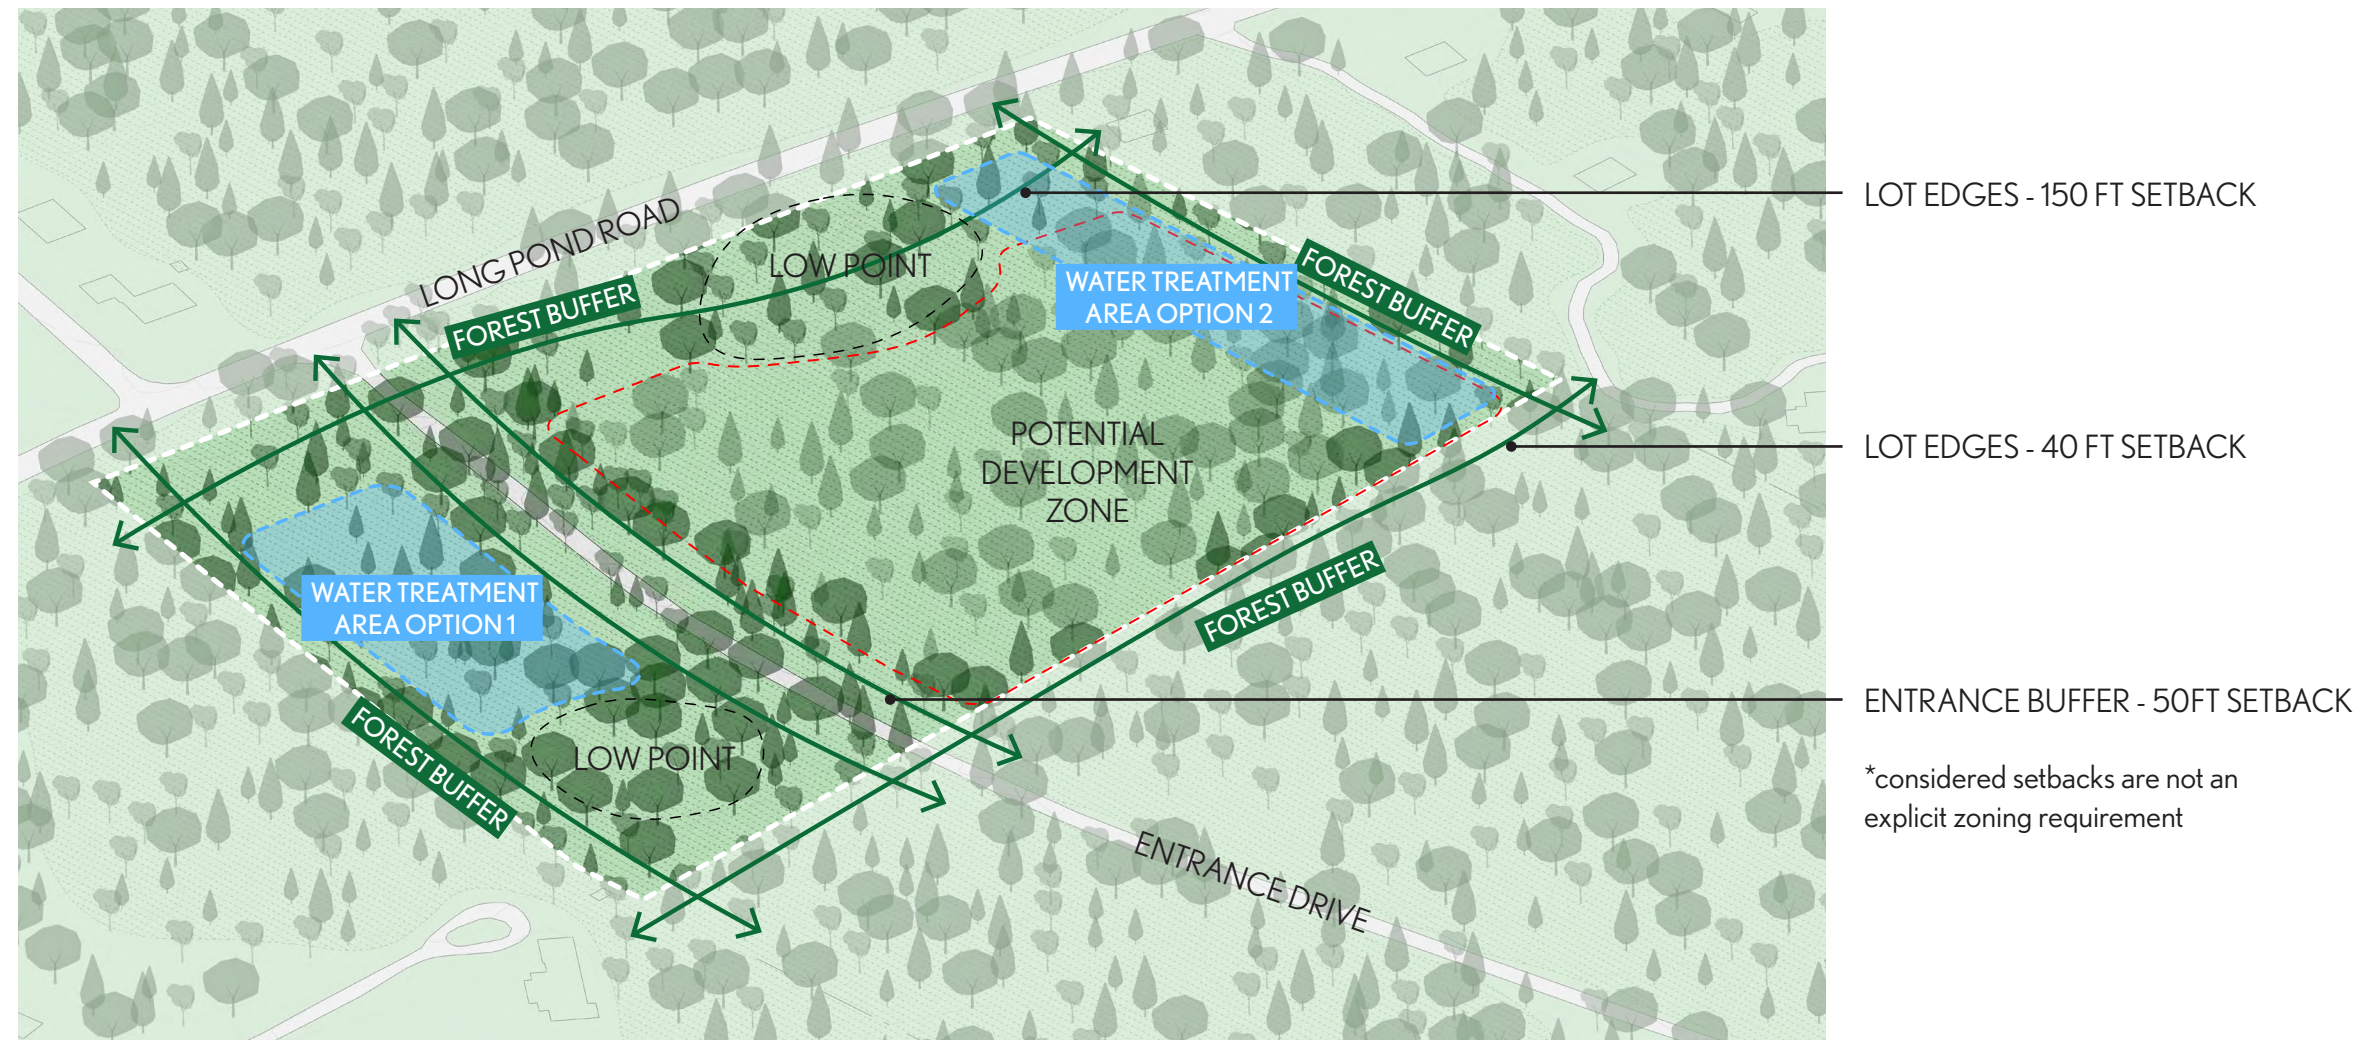 LOT EDGES - 150 FT SETBACK
LONG POND ROAD
LOW POINT
FOREST BUFFER
WATER TREATMENT
AREA OPTION 2
FOREST BUFFER
LOT EDGES - 40 FT SETBACK
POTENTIAL
DEVELOPMENT
ZONE
WATER TREATMENT
AREA OPTION 1
FOREST BUFFER
ENTRANCE BUFFER - 50FT SETBACK
FOREST BUFFER
LOW POINT
*considered setbacks are not an
explicit zoning requirement
ENTRANCE DRIVE